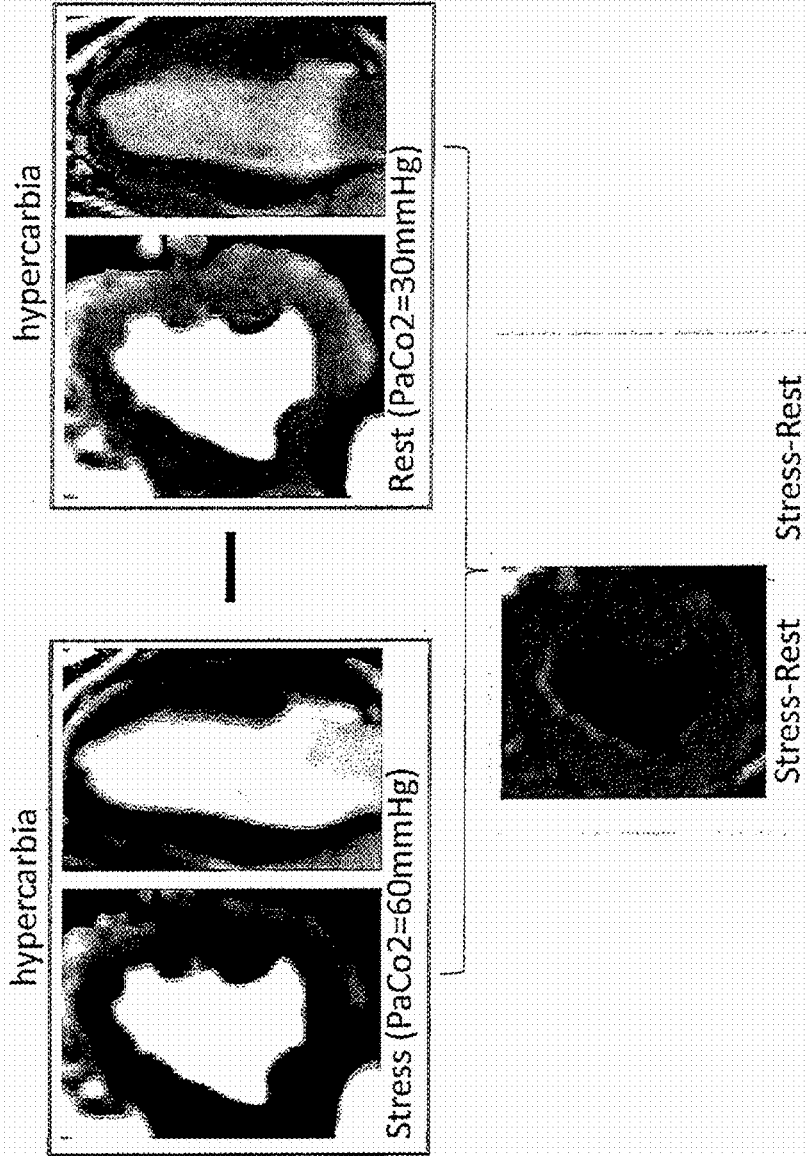 hypercarbia
Stress (PaCo2=60mmHg)
hypercarbia
Rest (PaCo2=30mmHg)
Stress-Rest
Stress-Rest